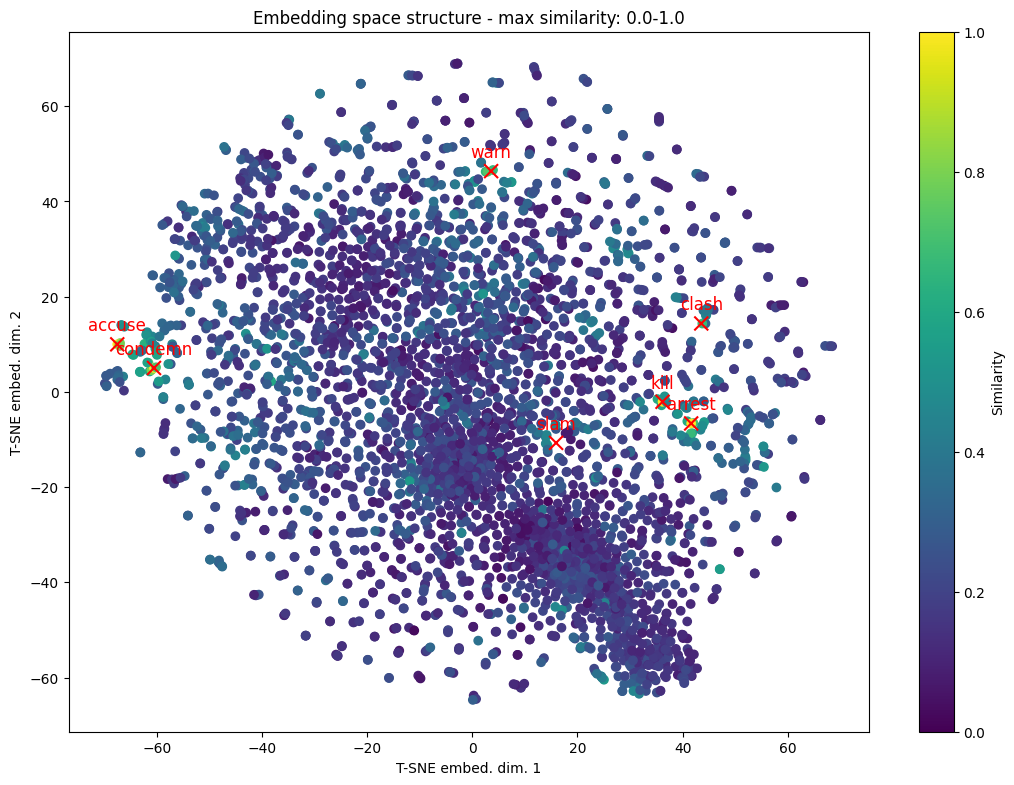 Embedding space structure - max similarity: 0.0-1.0
T-SNE embed. dim. 2
60
40
20
0
−20
−40
−60
warn
clash
accuse
condemn
kill
arrest
slam
−60
−40
−20
0
20
40
60
T-SNE embed. dim. 1
1.0
0.8
0.6
0.4
0.2
0.0
Similarity